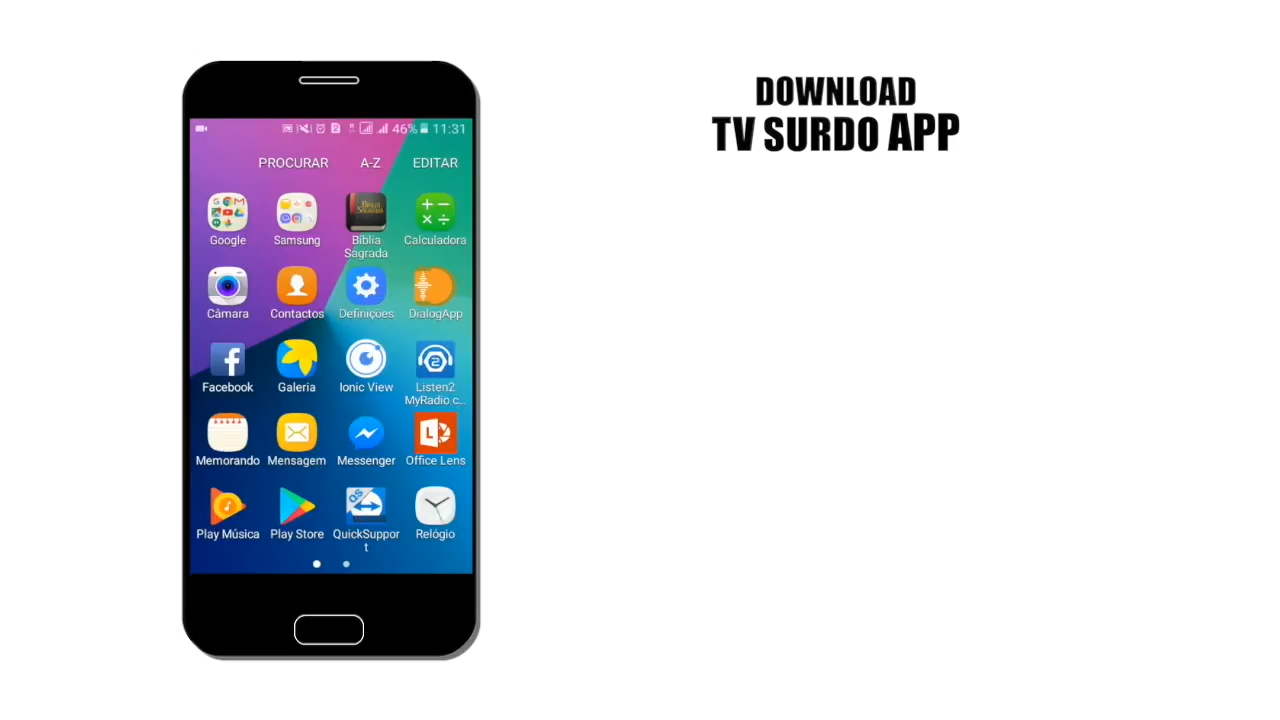 DOWNLOAD
TV SURDO APP
46% 11:31
PROCURAR A-Z EDITAR
Google Samsung Bíblia Sagrada Calculadora
Câmara Contactos Definições DialogApp
Facebook Galeria Ionic View Listen2
MyRadio c...
Memorando Mensagem Messenger Office Lens
Play Música Play Store QuickSuppor
t Relógio